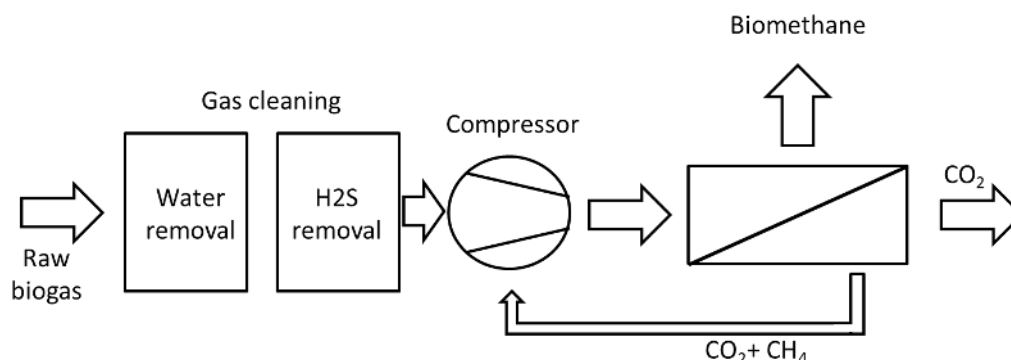 Biomethane
Gas cleaning
Compressor
Water
removal
H2S
removal
CO₂
Raw
biogas
CO₂+ CH₄